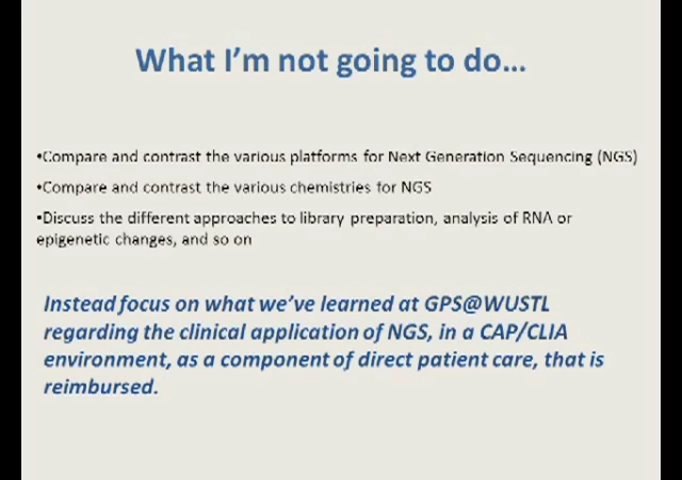 What I'm not going to do...
•Compare and contrast the various platforms for Next Generation Sequencing (NGS)
•Compare and contrast the various chemistries for NGS
•Discuss the different approaches to library preparation, analysis of RNA or
epigenetic changes, and so on
Instead focus on what we've learned at GPS@WUSTL
regarding the clinical application of NGS, in a CAP/CLIA
environment, as a component of direct patient care, that is
reimbursed.